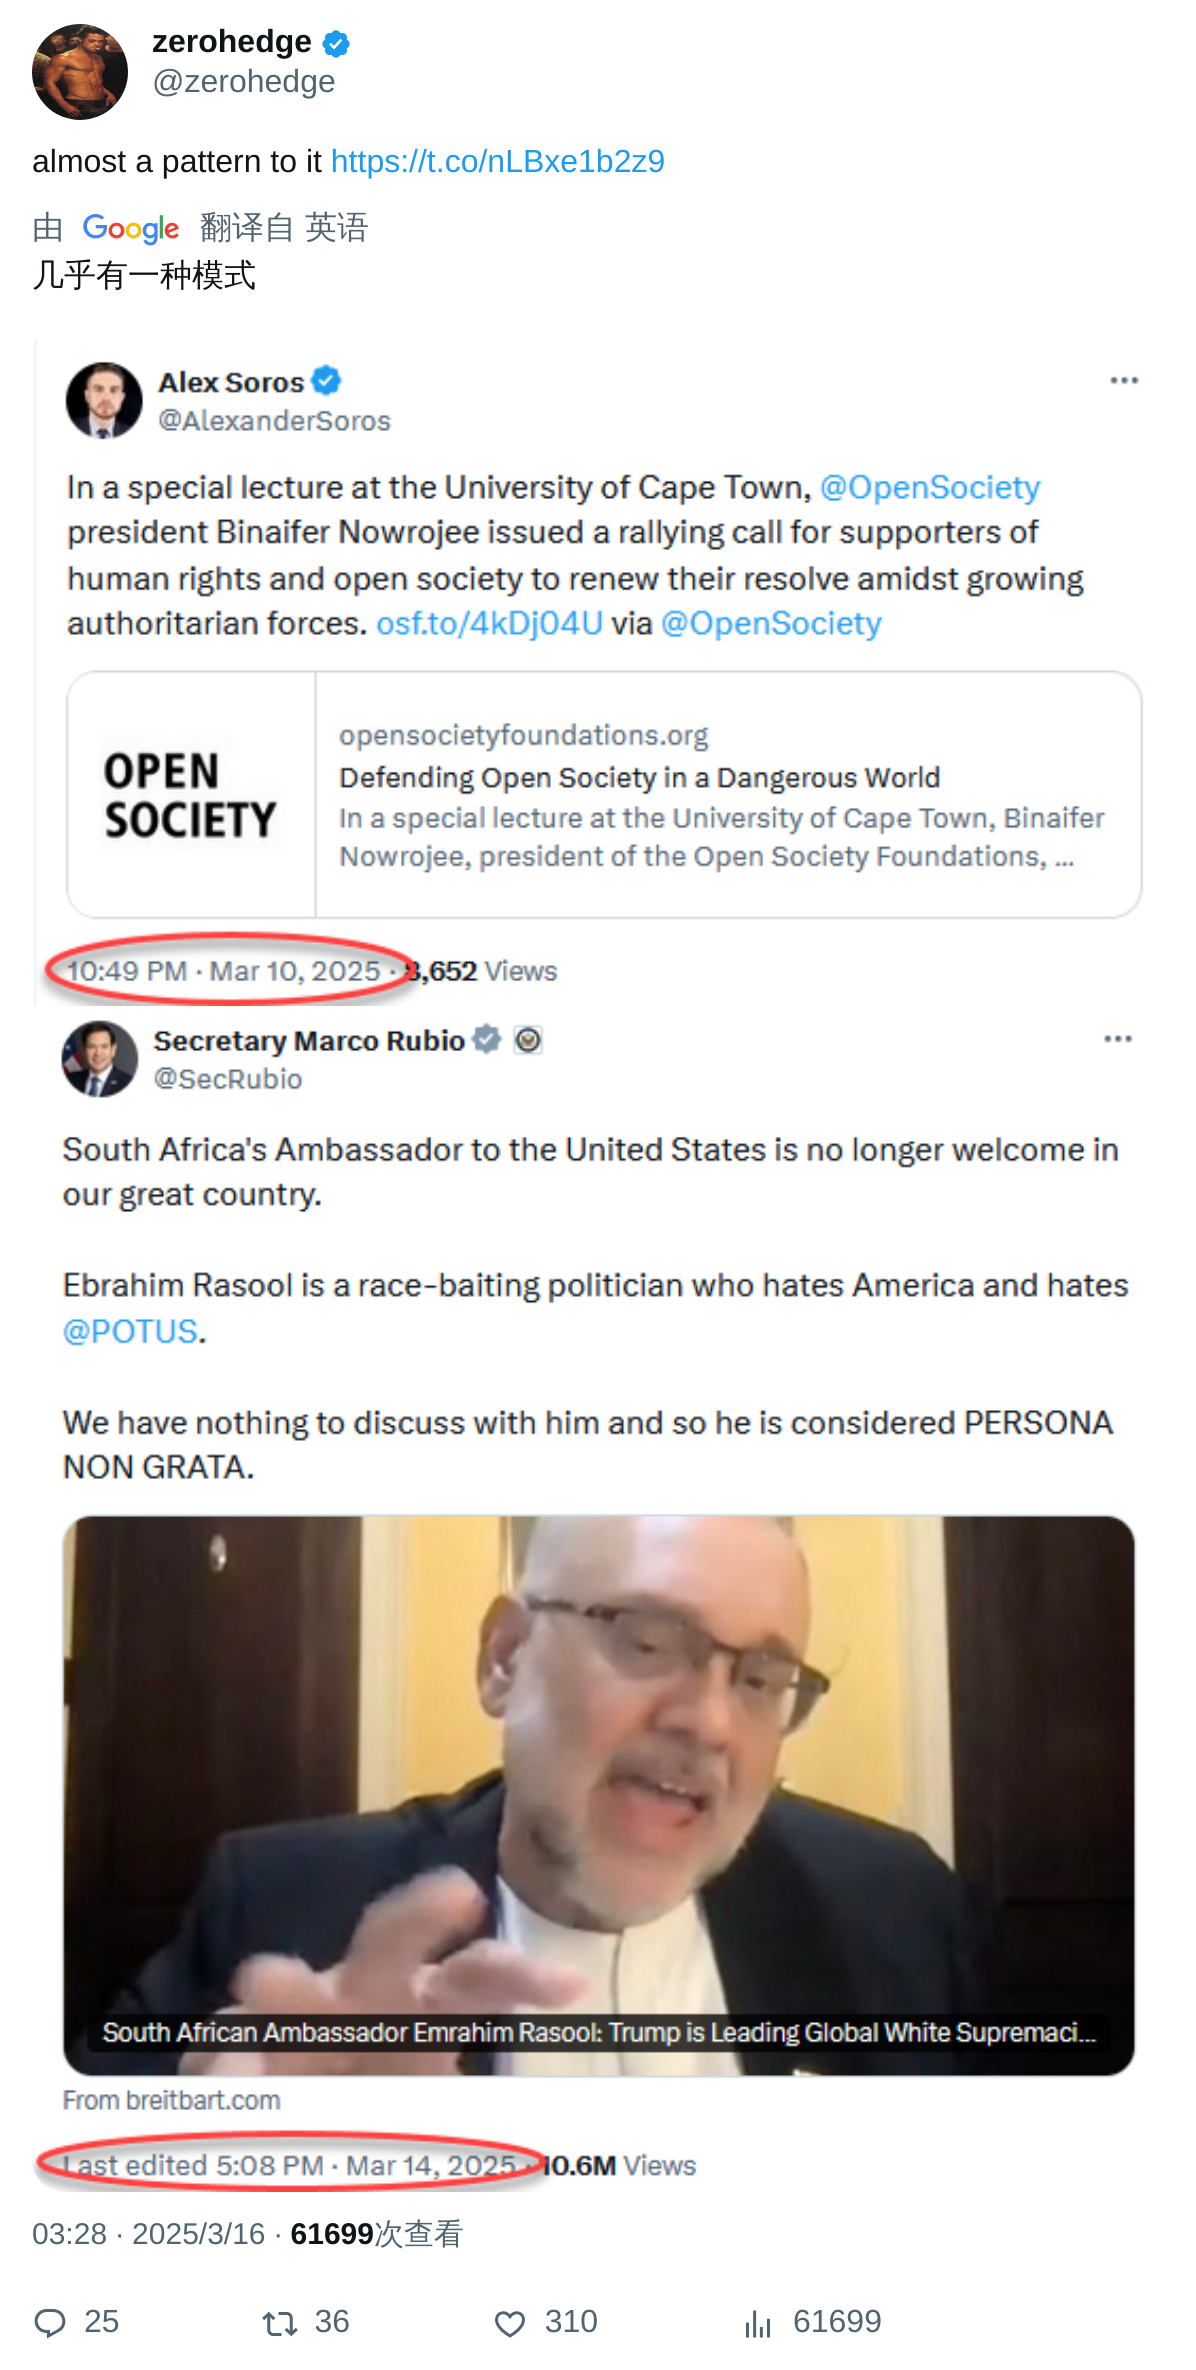 zerohedge
@zerohedge
almost a pattern to it https://t.co/nLBxe1b2z9
由 Google 翻译自 英语
几乎有一种模式
Alex Soros
@AlexanderSoros
In a special lecture at the University of Cape Town, @OpenSociety
president Binaifer Nowrojee issued a rallying call for supporters of
human rights and open society to renew their resolve amidst growing
authoritarian forces. osf.to/4kDj04U via @OpenSociety
OPEN
SOCIETY
opensocietyfoundations.org
Defending Open Society in a Dangerous World
In a special lecture at the University of Cape Town, Binaifer
Nowrojee, president of the Open Society Foundations, ...
10:49 PM · Mar 10, 2025 · 8,652 Views
Secretary Marco Rubio
@SecRubio
South Africa's Ambassador to the United States is no longer welcome in
our great country.
Ebrahim Rasool is a race-baiting politician who hates America and hates
@POTUS.
We have nothing to discuss with him and so he is considered PERSONA
NON GRATA.
South African Ambassador Emrahim Rasool: Trump is Leading Global White Supremaci...
From breitbart.com
Last edited 5:08 PM · Mar 14, 2025 · 10.6M Views
03:28 · 2025/3/16 · 61699次查看
25 36 310 61699